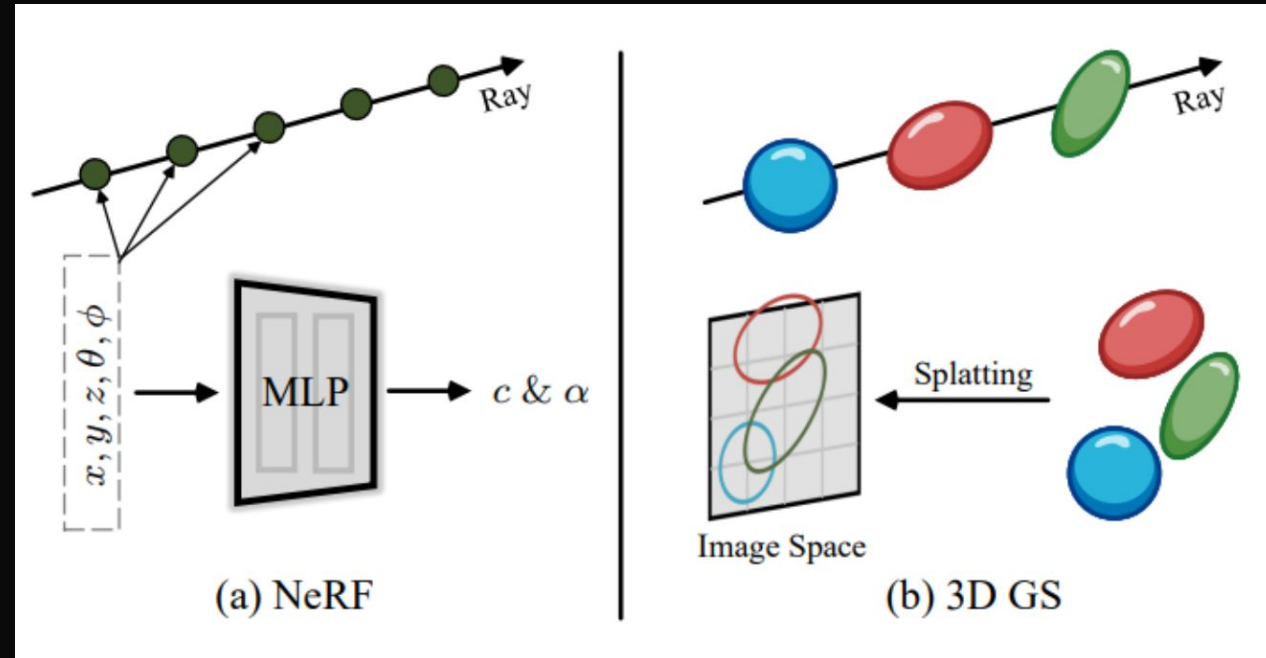 Ray
x, y, z, θ, ϕ
MLP
c & α
(a) NeRF
Ray
Splatting
Image Space
(b) 3D GS